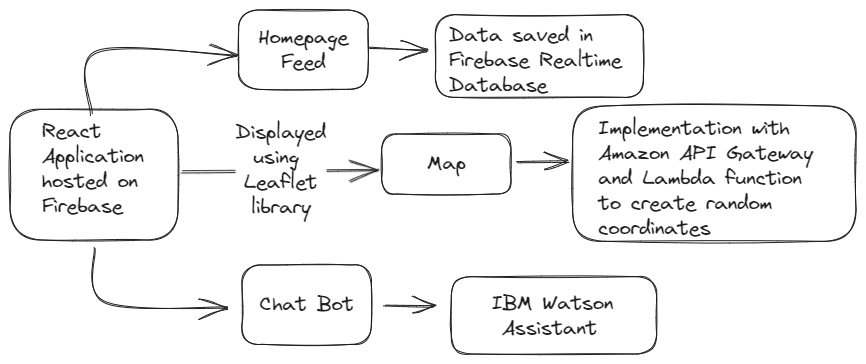 Homepage
Feed
Data saved in
Firebase Realtime
Database
React
Application
hosted on
Firebase
Displayed
using
Leaflet
library
Map
Implementation with
Amazon API Gateway
and Lambda function
to create random
coordinates
Chat Bot
IBM Watson
Assistant